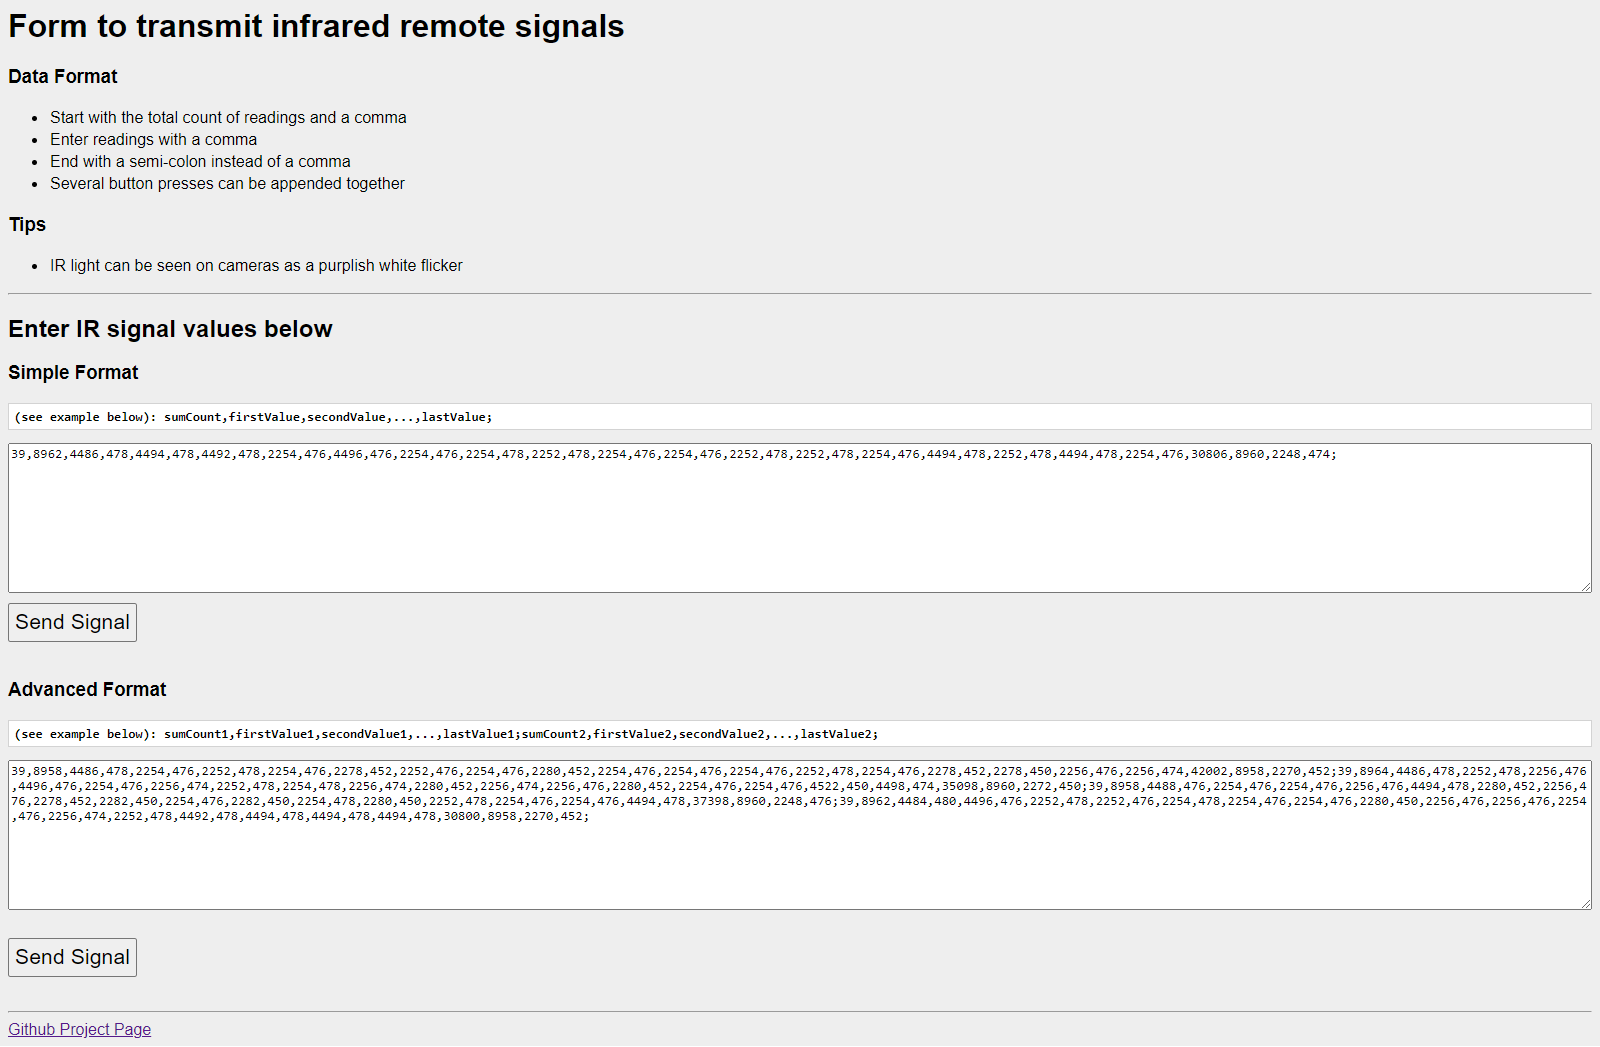 Form to transmit infrared remote signals
Data Format
Start with the total count of readings and a comma
Enter readings with a comma
End with a semi-colon instead of a comma
Several button presses can be appended together
Tips
IR light can be seen on cameras as a purplish white flicker
Enter IR signal values below
Simple Format
(see example below): sumCount,firstValue,secondValue,...,lastValue;
39,8962,4486,478,4494,478,4492,478,2254,476,4496,476,2254,476,2254,478,2252,478,2254,476,2254,476,2252,478,2252,478,2254,476,4494,478,2252,478,4494,478,2254,476,30806,8960,2248,474;
Send Signal
Advanced Format
(see example below): sumCount1,firstValue1,secondValue1,...,lastValue1;sumCount2,firstValue2,secondValue2,...,lastValue2;
39,8958,4486,478,2254,476,2252,478,2254,476,2278,452,2252,476,2254,476,2280,452,2254,476,2254,476,2254,476,2252,478,2254,476,2278,452,2278,450,2256,476,2256,474,42002,8958,2270,452;39,8964,4486,478,2252,478,2256,476
,4496,476,2254,476,2256,474,2252,478,2254,478,2256,474,2280,452,2256,474,2256,476,2280,452,2254,476,2254,476,4522,450,4498,474,35098,8960,2272,450;39,8958,4488,476,2254,476,2254,476,2256,476,4494,478,2280,452,2256,4
76,2278,452,2282,450,2254,476,2282,450,2254,478,2280,450,2252,478,2254,476,2254,476,4494,478,37398,8960,2248,476;39,8962,4484,480,4496,476,2252,478,2252,476,2254,478,2254,476,2254,476,2280,450,2256,476,2256,476,2254
,476,2256,474,2252,478,4492,478,4494,478,4494,478,4494,478,30800,8958,2270,452;
Send Signal
Github Project Page